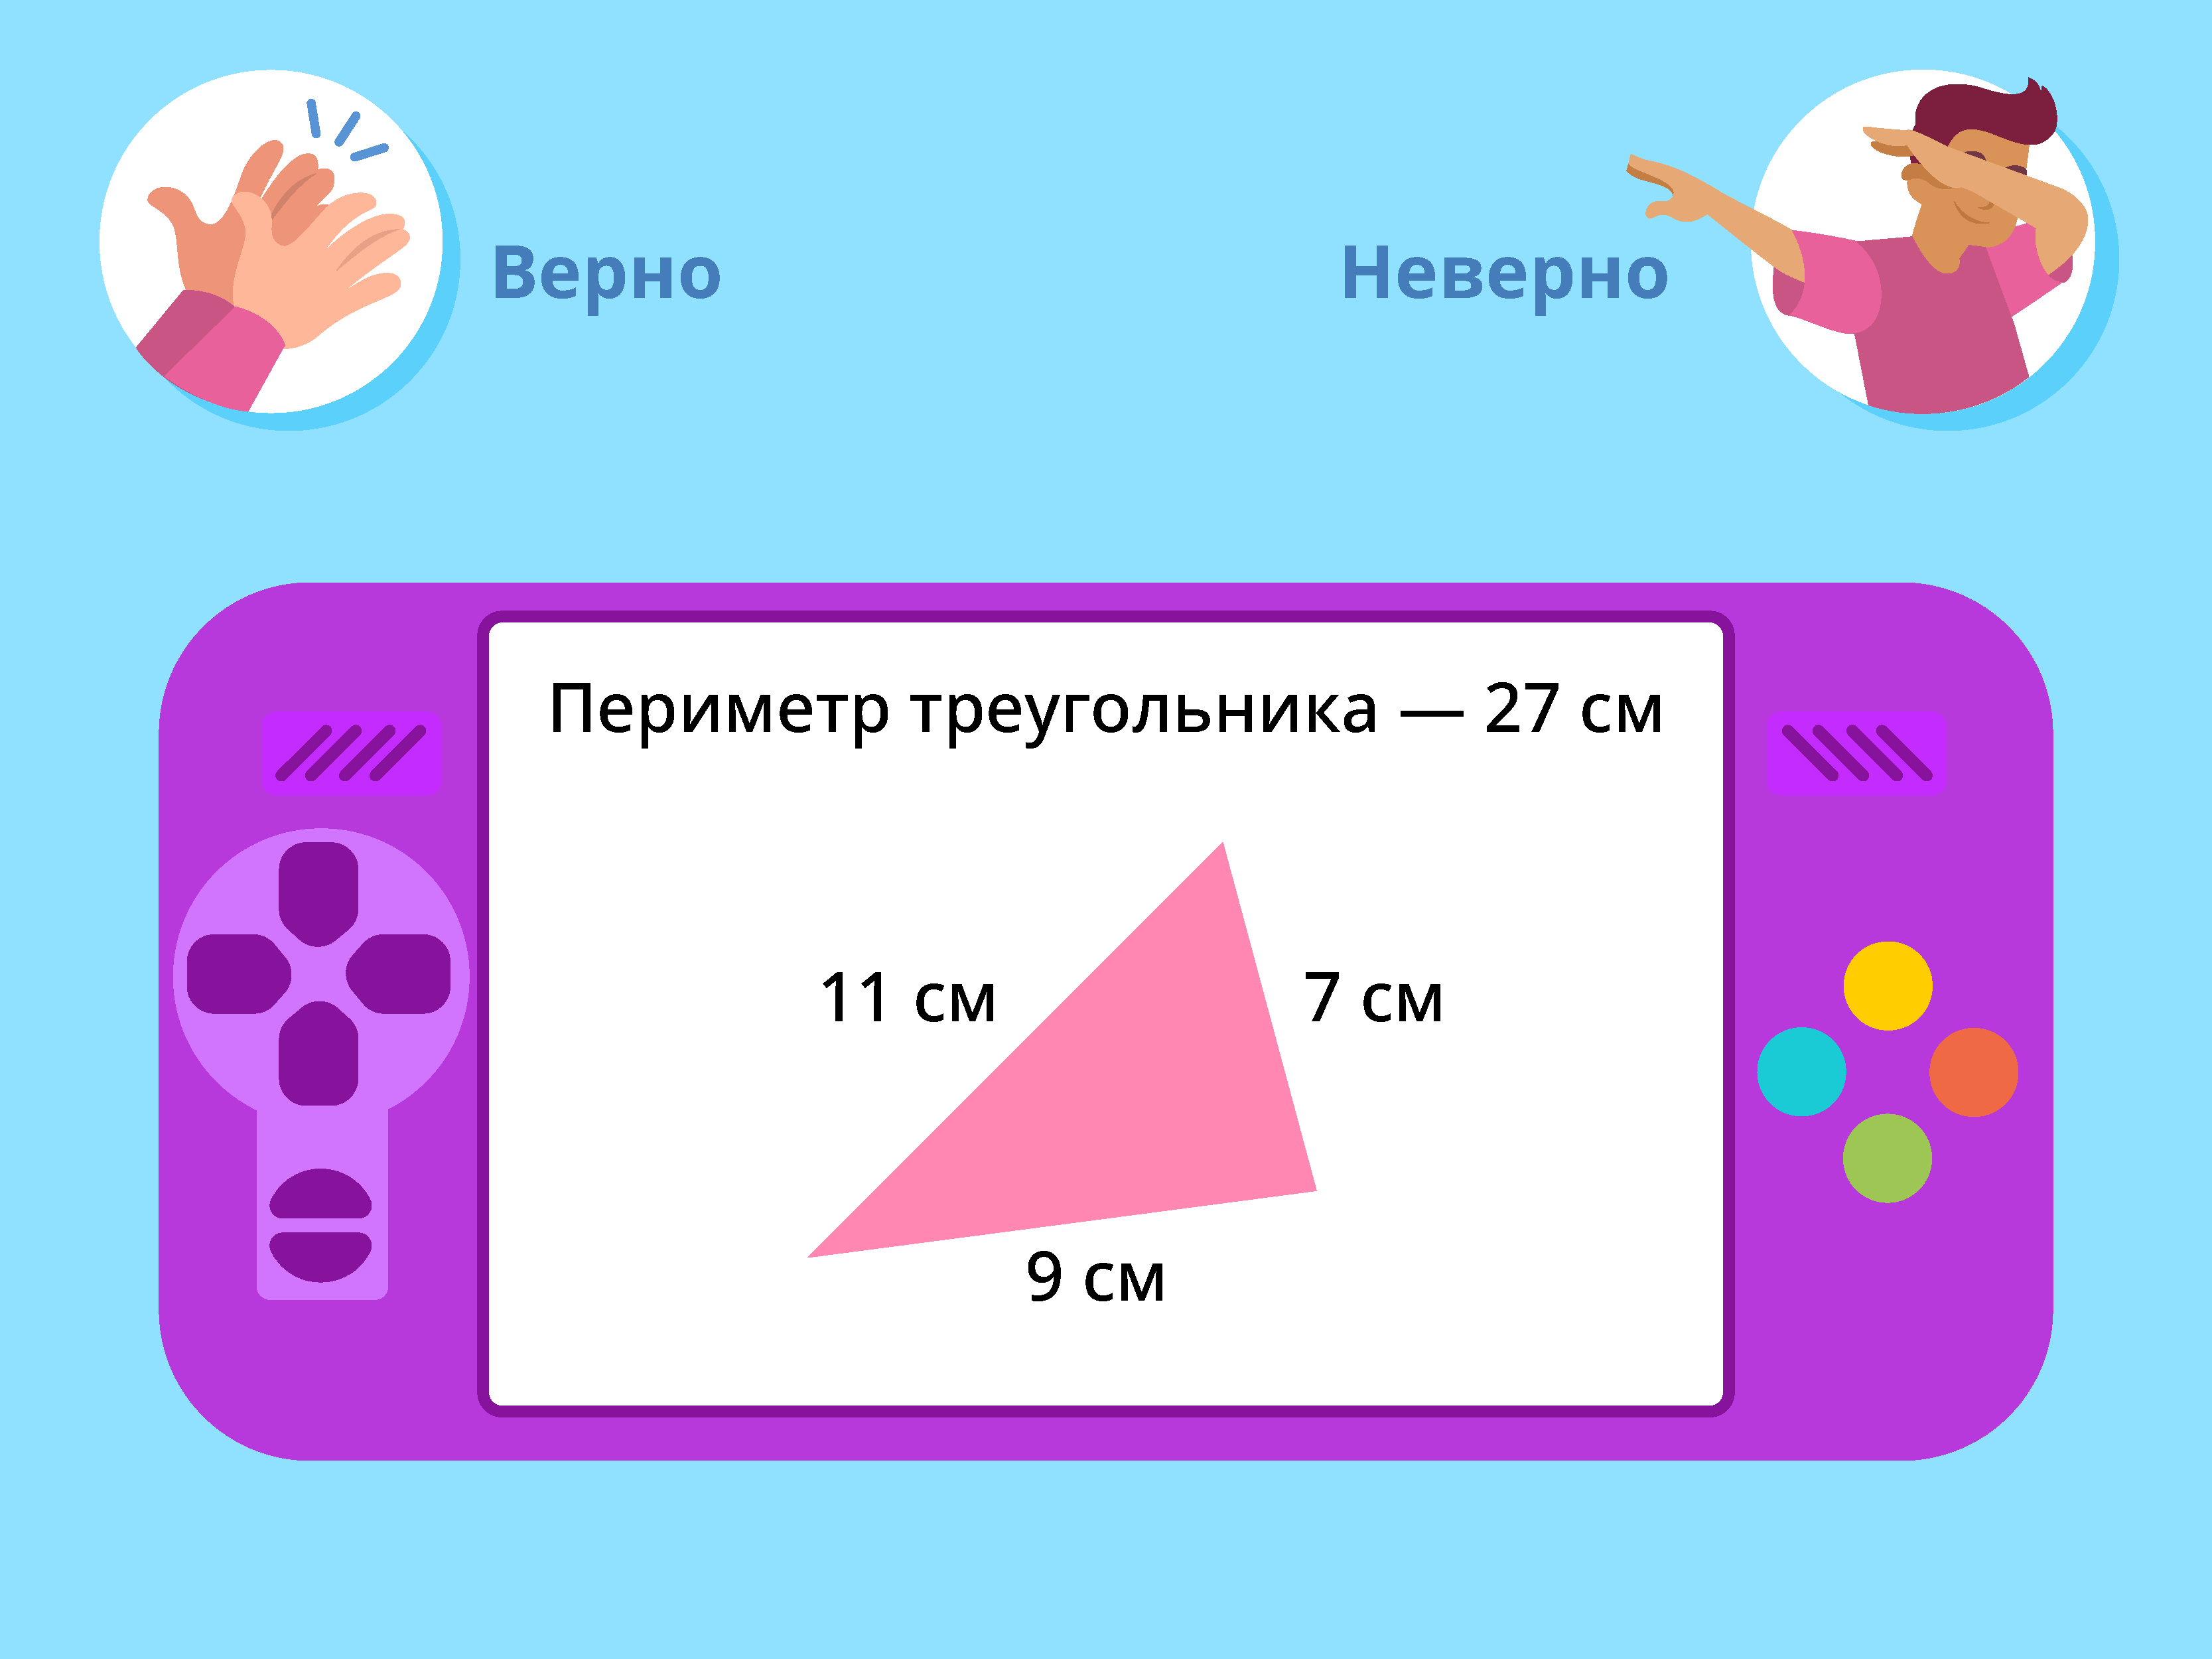 Верно
Неверно
Периметр треугольника — 27 см
11 см
7 см
9 см